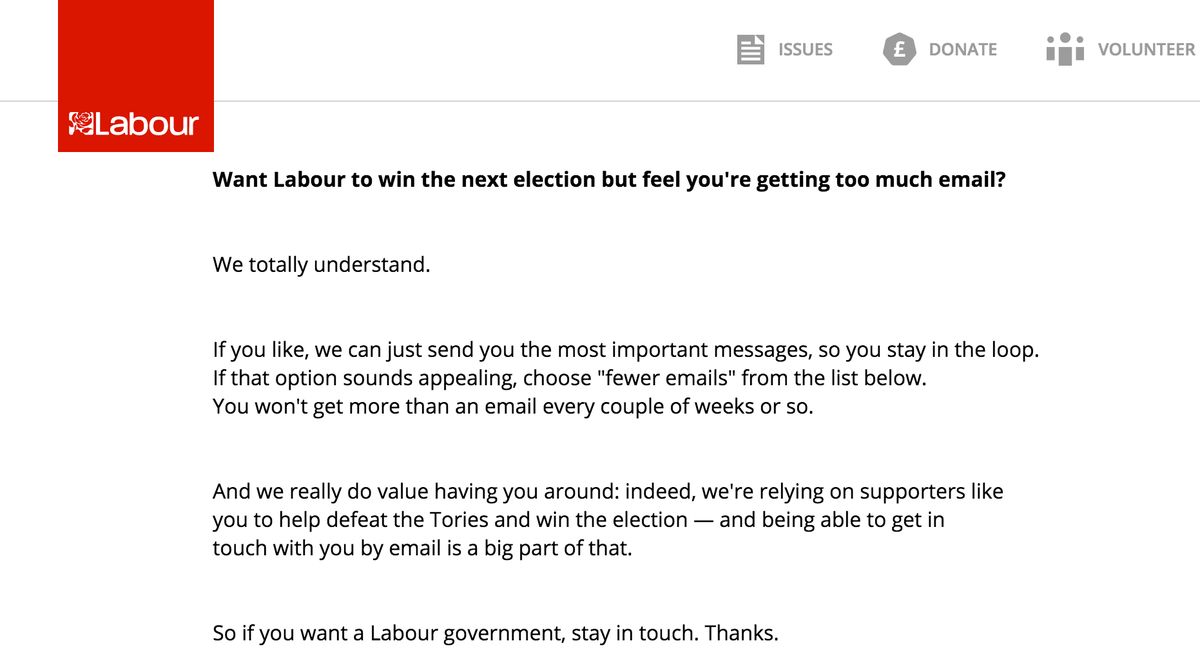 ISSUES
DONATE
VOLUNTEER
Labour
Want Labour to win the next election but feel you're getting too much email?
We totally understand.
If you like, we can just send you the most important messages, so you stay in the loop.
If that option sounds appealing, choose "fewer emails" from the list below.
You won't get more than an email every couple of weeks or so.
And we really do value having you around: indeed, we're relying on supporters like
you to help defeat the Tories and win the election — and being able to get in
touch with you by email is a big part of that.
So if you want a Labour government, stay in touch. Thanks.